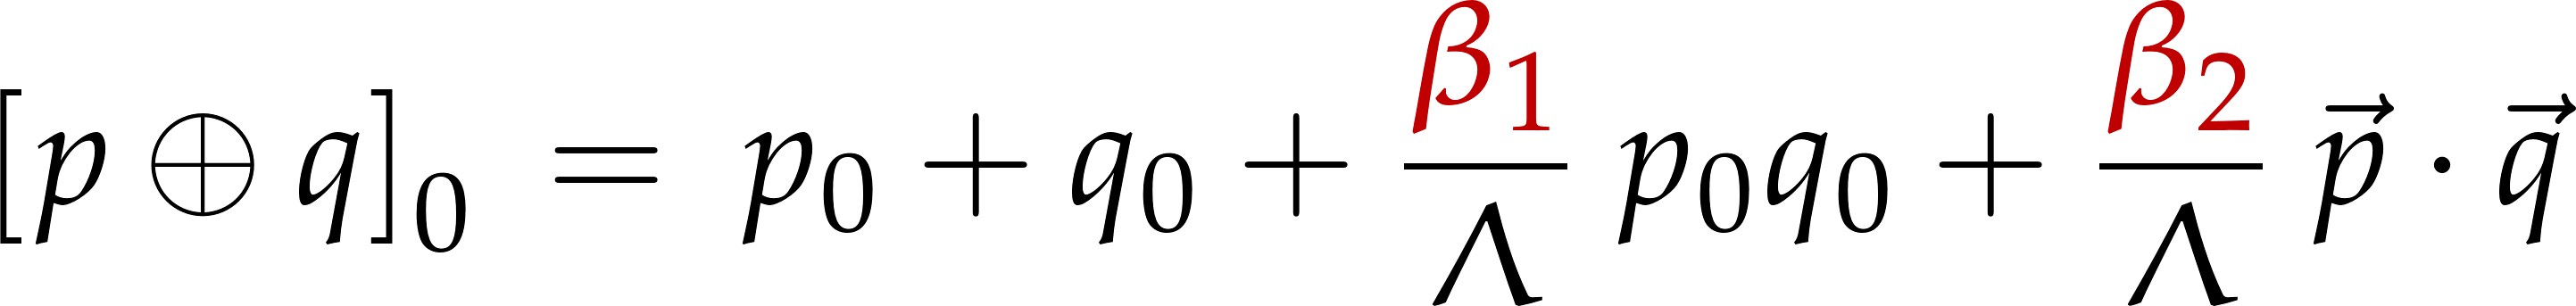 [p ⊕ q]₀ = p₀ + q₀ + β₁/Λ p₀q₀ + β₂/Λ p⃗ · q⃗